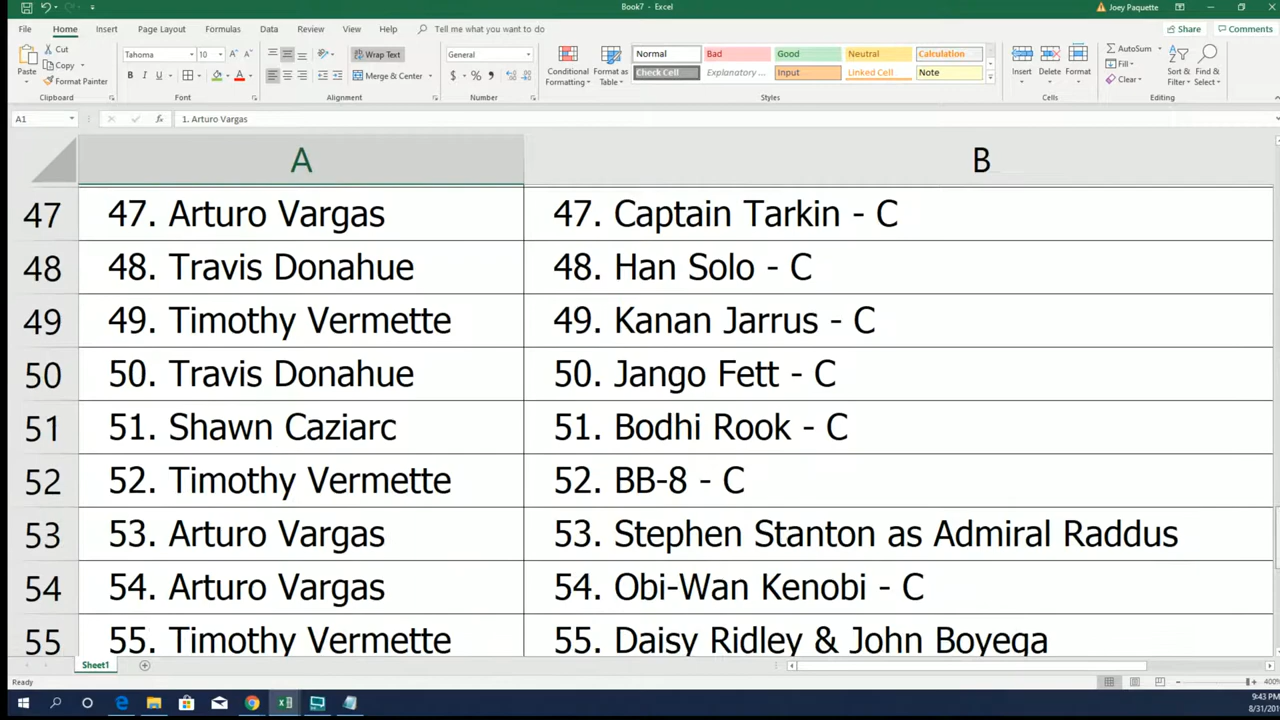 Book7 - Excel
Joey Paquette
File Home Insert Page Layout Formulas Data Review View Help Tell me what you want to do
Share Comments
Cut
Copy
Format Painter
Paste
Tahoma 10
B I U
Wrap Text
Merge & Center
General
$ % ,
Conditional Formatting
Format as Table
Normal Bad Good Neutral Calculation
Check Cell Explanatory ... Input Linked Cell Note
Insert Delete Format
AutoSum
Fill
Clear
Sort & Filter
Find & Select
Clipboard Font Alignment Number Styles Cells Editing
A1 fx 1. Arturo Vargas
A B
47 47. Arturo Vargas 47. Captain Tarkin - C
48 48. Travis Donahue 48. Han Solo - C
49 49. Timothy Vermette 49. Kanan Jarrus - C
50 50. Travis Donahue 50. Jango Fett - C
51 51. Shawn Caziarc 51. Bodhi Rook - C
52 52. Timothy Vermette 52. BB-8 - C
53 53. Arturo Vargas 53. Stephen Stanton as Admiral Raddus
54 54. Arturo Vargas 54. Obi-Wan Kenobi - C
55 55. Timothy Vermette 55. Daisy Ridley & John Boyega
Sheet1
Ready
400%
9:43 PM